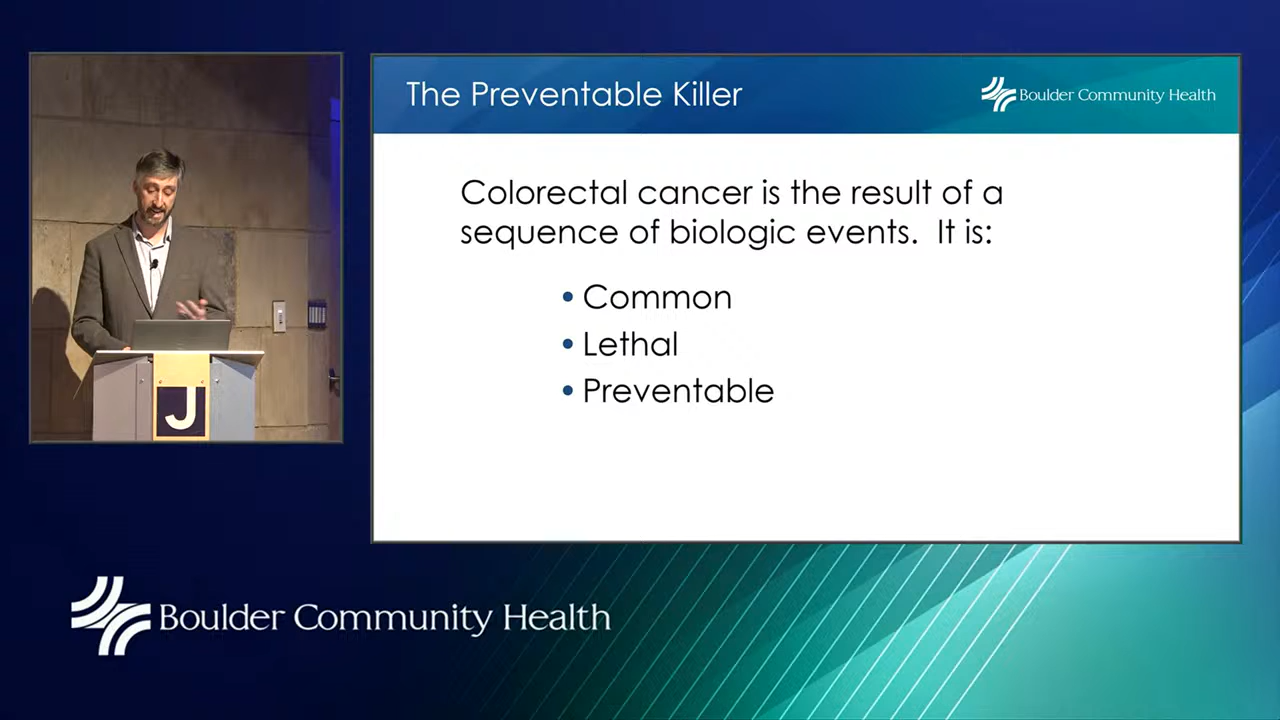 The Preventable Killer
Boulder Community Health
Colorectal cancer is the result of a
sequence of biologic events.  It is:
• Common
• Lethal
• Preventable
J
Boulder Community Health